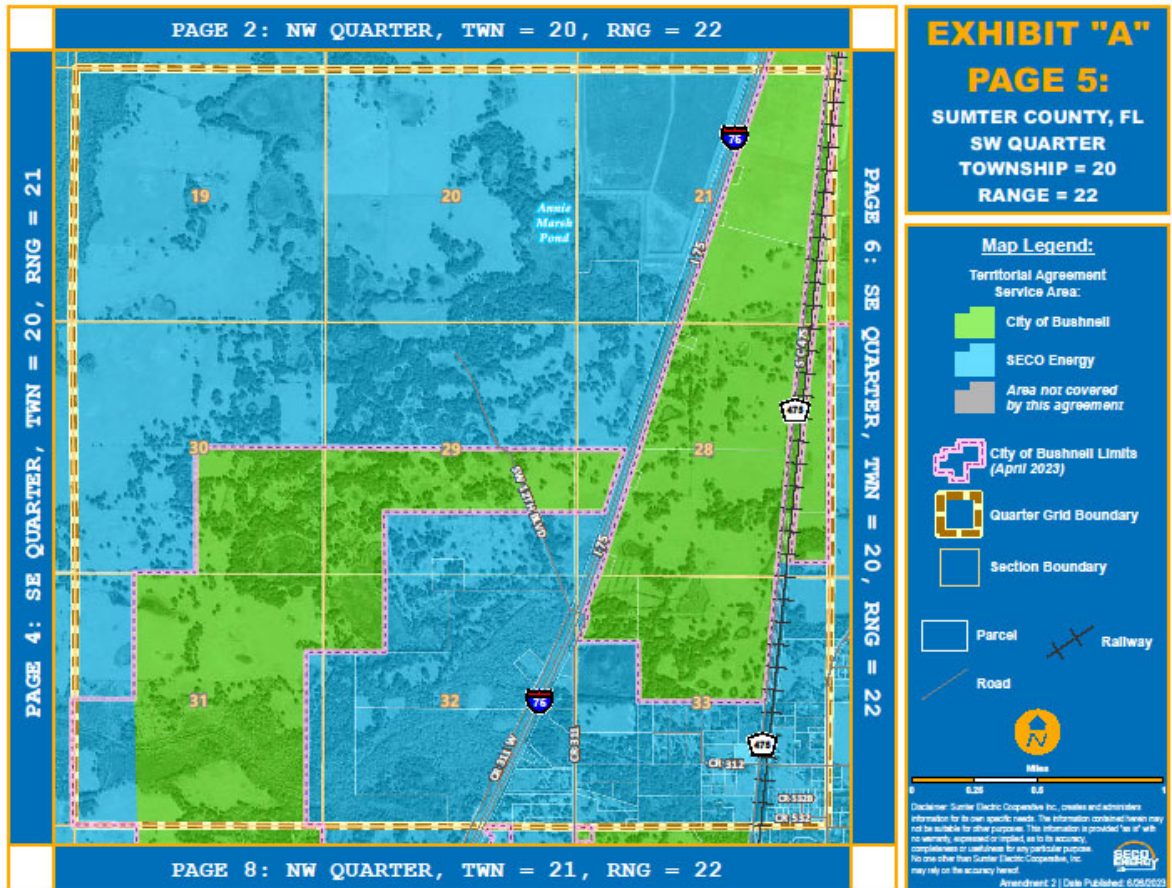 PAGE 2: NW QUARTER, TWN = 20, RNG = 22
EXHIBIT "A"
PAGE 5:
SUMTER COUNTY, FL
SW QUARTER
TOWNSHIP = 20
RANGE = 22
PAGE 4: SE QUARTER, TWN = 20, RNG = 21
PAGE 6: SE QUARTER, TWN = 20, RNG = 22
19
20
21
Annie
Marsh
Pond
I-75
S C 475
475
30
29
28
SW 12TH BLVD
I-75
31
32
33
CR 311 W
CR 311
475
CR 312
CR 532B
CR 532
PAGE 8: NW QUARTER, TWN = 21, RNG = 22
Map Legend:
Territorial Agreement
Service Area:
City of Bushnell
SECO Energy
Area not covered
by this agreement
City of Bushnell Limits
(April 2023)
Quarter Grid Boundary
Section Boundary
Parcel
Railway
Road
N
Miles
0
0.25
0.5
1
Disclaimer: Sumter Electric Cooperative Inc., creates and administers
information for its own specific needs. The information contained herein may
not be suitable for other purposes. This information is provided "as is" with
no warranty, expressed or implied, as to its accuracy,
completeness or usefulness for any particular purpose.
No one other than Sumter Electric Cooperative, Inc.
may rely on the accuracy hereof.
SECO
ENERGY
Amendment: 2 | Date Published: 6/26/2023